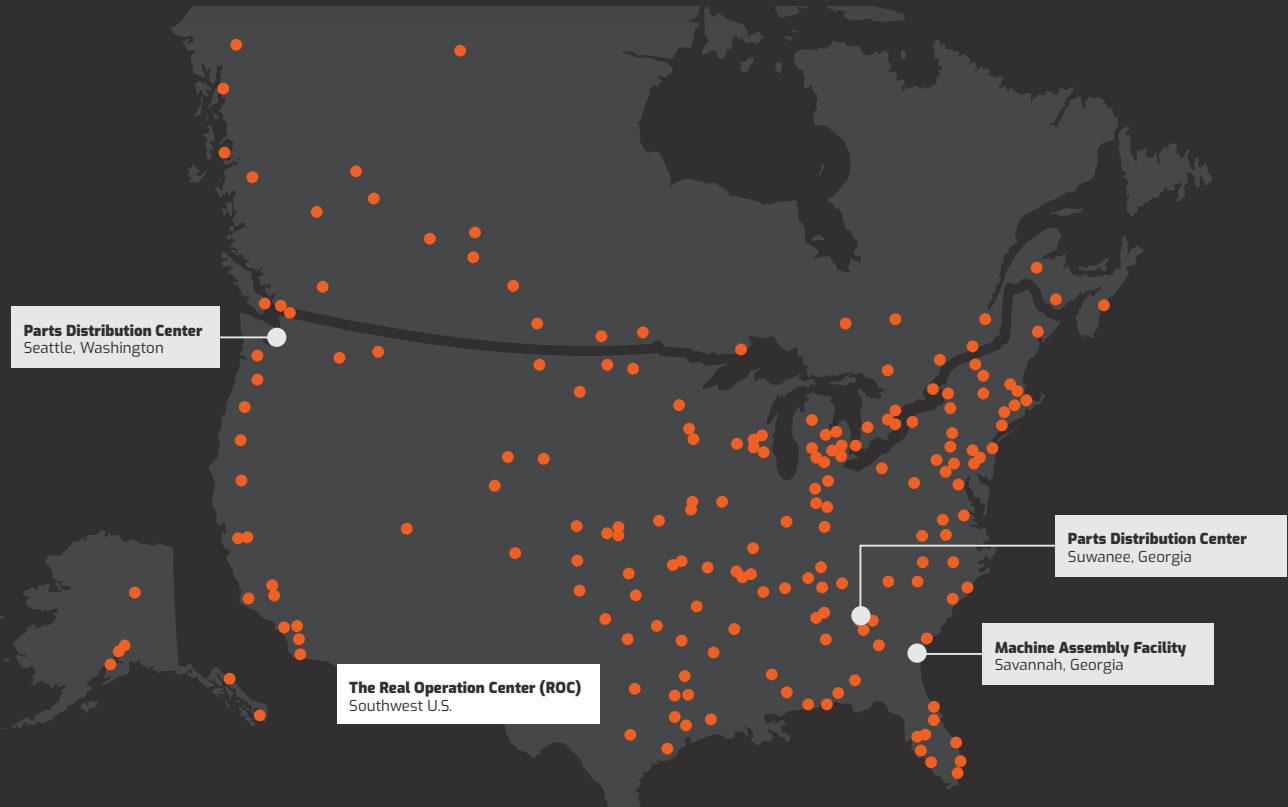 Parts Distribution Center
Seattle, Washington
Parts Distribution Center
Suwanee, Georgia
Machine Assembly Facility
Savannah, Georgia
The Real Operation Center (ROC)
Southwest U.S.